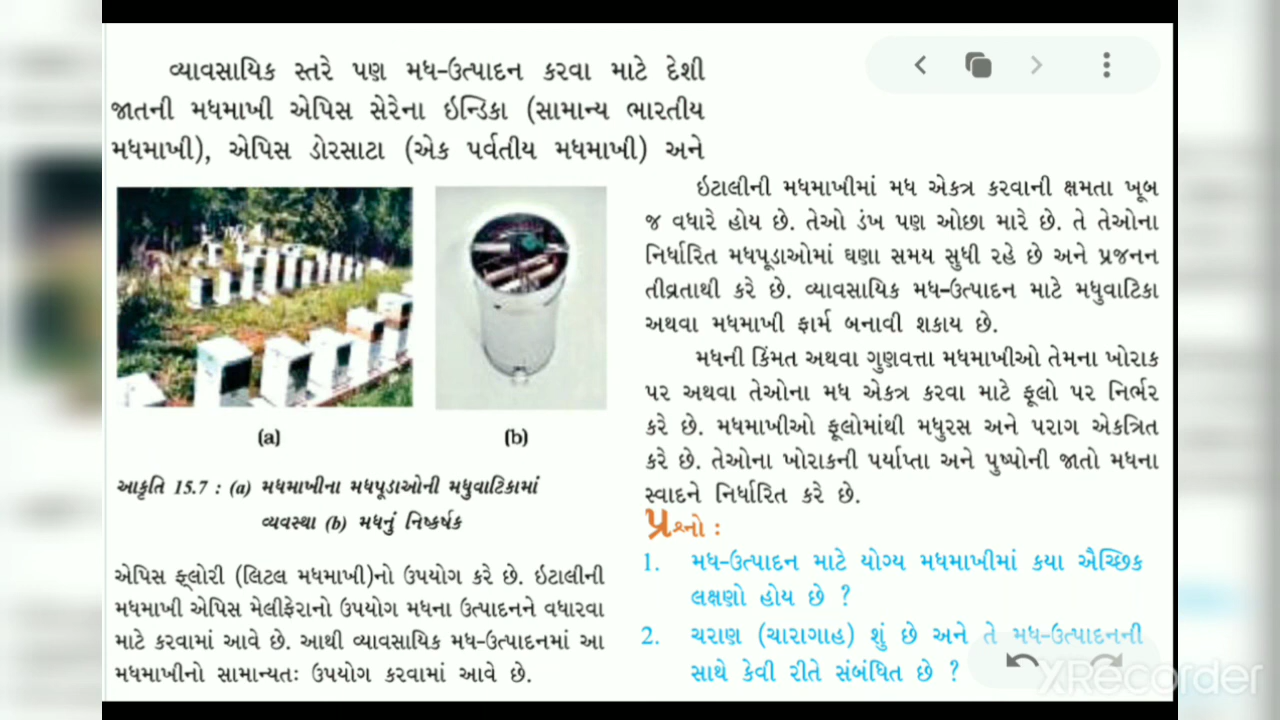 વ્યાવસાયિક સ્તરે પણ મધ-ઉત્પાદન કરવા માટે દેશી
જાતની મધમાખી એપિસ સેરેના ઇન્ડિકા (સામાન્ય ભારતીય
મધમાખી), એપિસ ડોરસાટા (એક પર્વતીય મધમાખી) અને
(a)
(b)
આકૃતિ 15.7 : (a) મધમાખીના મધપૂડાઓની મધુવાટિકામાં
વ્યવસ્થા (b) મધનું નિષ્કર્ષક
એપિસ ફ્લોરી (લિટલ મધમાખી)નો ઉપયોગ કરે છે. ઇટાલીની
મધમાખી એપિસ મેલીફેરાનો ઉપયોગ મધના ઉત્પાદનને વધારવા
માટે કરવામાં આવે છે. આથી વ્યાવસાયિક મધ-ઉત્પાદનમાં આ
મધમાખીનો સામાન્યતઃ ઉપયોગ કરવામાં આવે છે.
ઇટાલીની મધમાખીમાં મધ એકત્ર કરવાની ક્ષમતા ખૂબ
જ વધારે હોય છે. તેઓ ડંખ પણ ઓછા મારે છે. તે તેઓના
નિર્ધારિત મધપૂડાઓમાં ઘણા સમય સુધી રહે છે અને પ્રજનન
તીવ્રતાથી કરે છે. વ્યાવસાયિક મધ-ઉત્પાદન માટે મધુવાટિકા
અથવા મધમાખી ફાર્મ બનાવી શકાય છે.
મધની કિંમત અથવા ગુણવત્તા મધમાખીઓ તેમના ખોરાક
પર અથવા તેઓના મધ એકત્ર કરવા માટે ફૂલો પર નિર્ભર
કરે છે. મધમાખીઓ ફૂલોમાંથી મધુરસ અને પરાગ એકત્રિત
કરે છે. તેઓના ખોરાકની પર્યાપ્તા અને પુષ્પોની જાતો મધના
સ્વાદને નિર્ધારિત કરે છે.
પ્રશ્નો :
1. મધ-ઉત્પાદન માટે યોગ્ય મધમાખીમાં કયા ઐચ્છિક
લક્ષણો હોય છે ?
2. ચરાણ (ચારાગાહ) શું છે અને તે મધ-ઉત્પાદનની
સાથે કેવી રીતે સંબંધિત છે ?
XRecorder